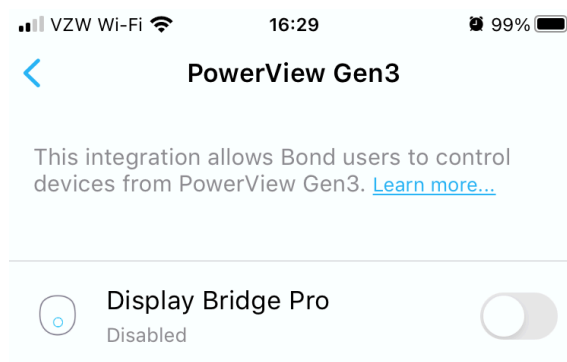 VZW Wi-Fi 16:29 99%
PowerView Gen3
This integration allows Bond users to control
devices from PowerView Gen3. Learn more...
Display Bridge Pro
Disabled